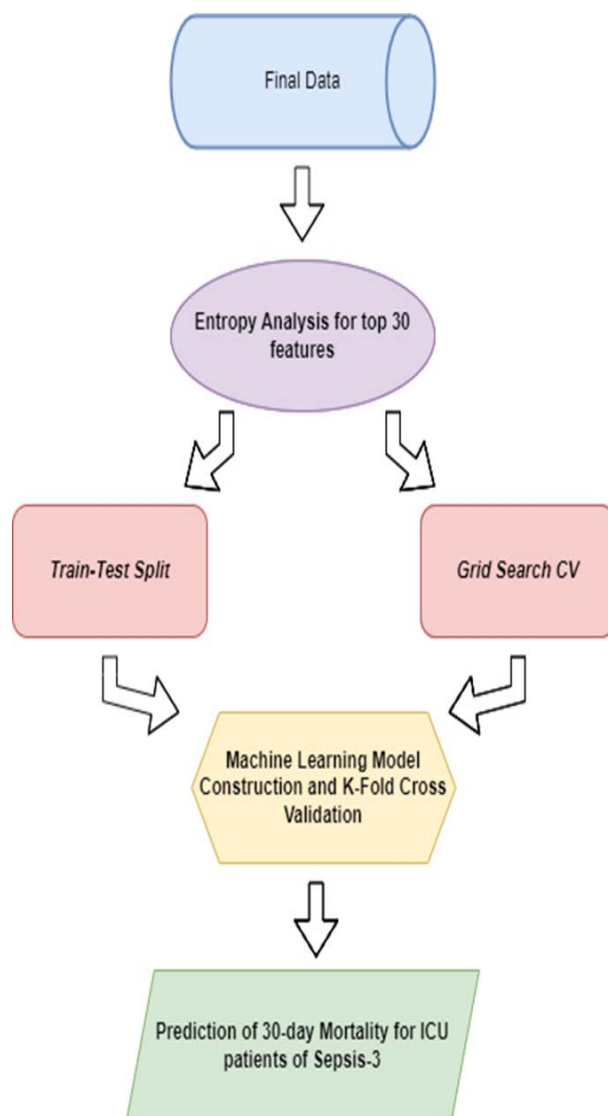 Final Data
Entropy Analysis for top 30
features
Train-Test Split
Grid Search CV
Machine Learning Model
Construction and K-Fold Cross
Validation
Prediction of 30-day Mortality for ICU
patients of Sepsis-3